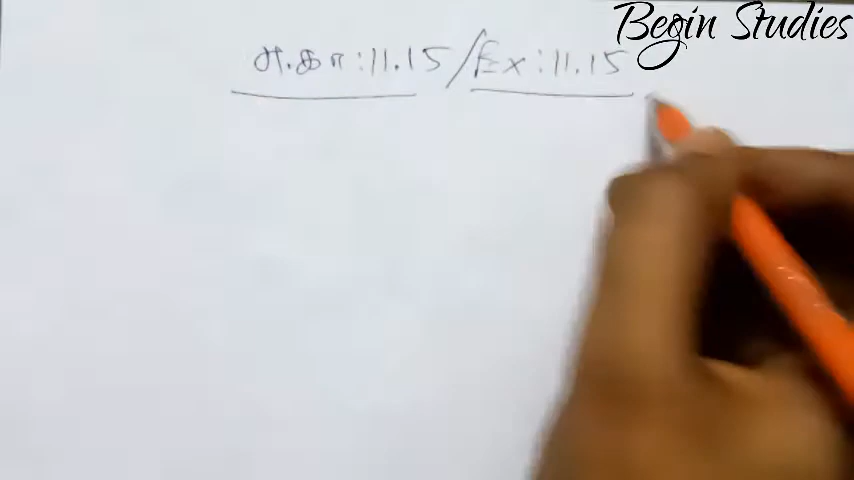 Begin Studies
எ.கா : 11.15 / Ex : 11.15